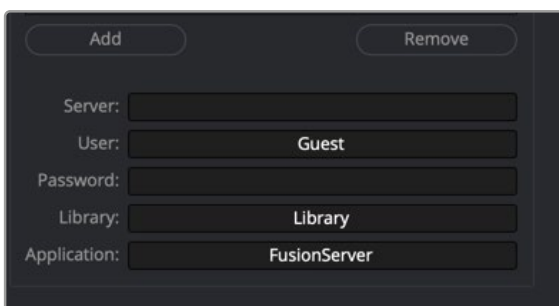 Add Remove
Server:
User: Guest
Password:
Library: Library
Application: FusionServer